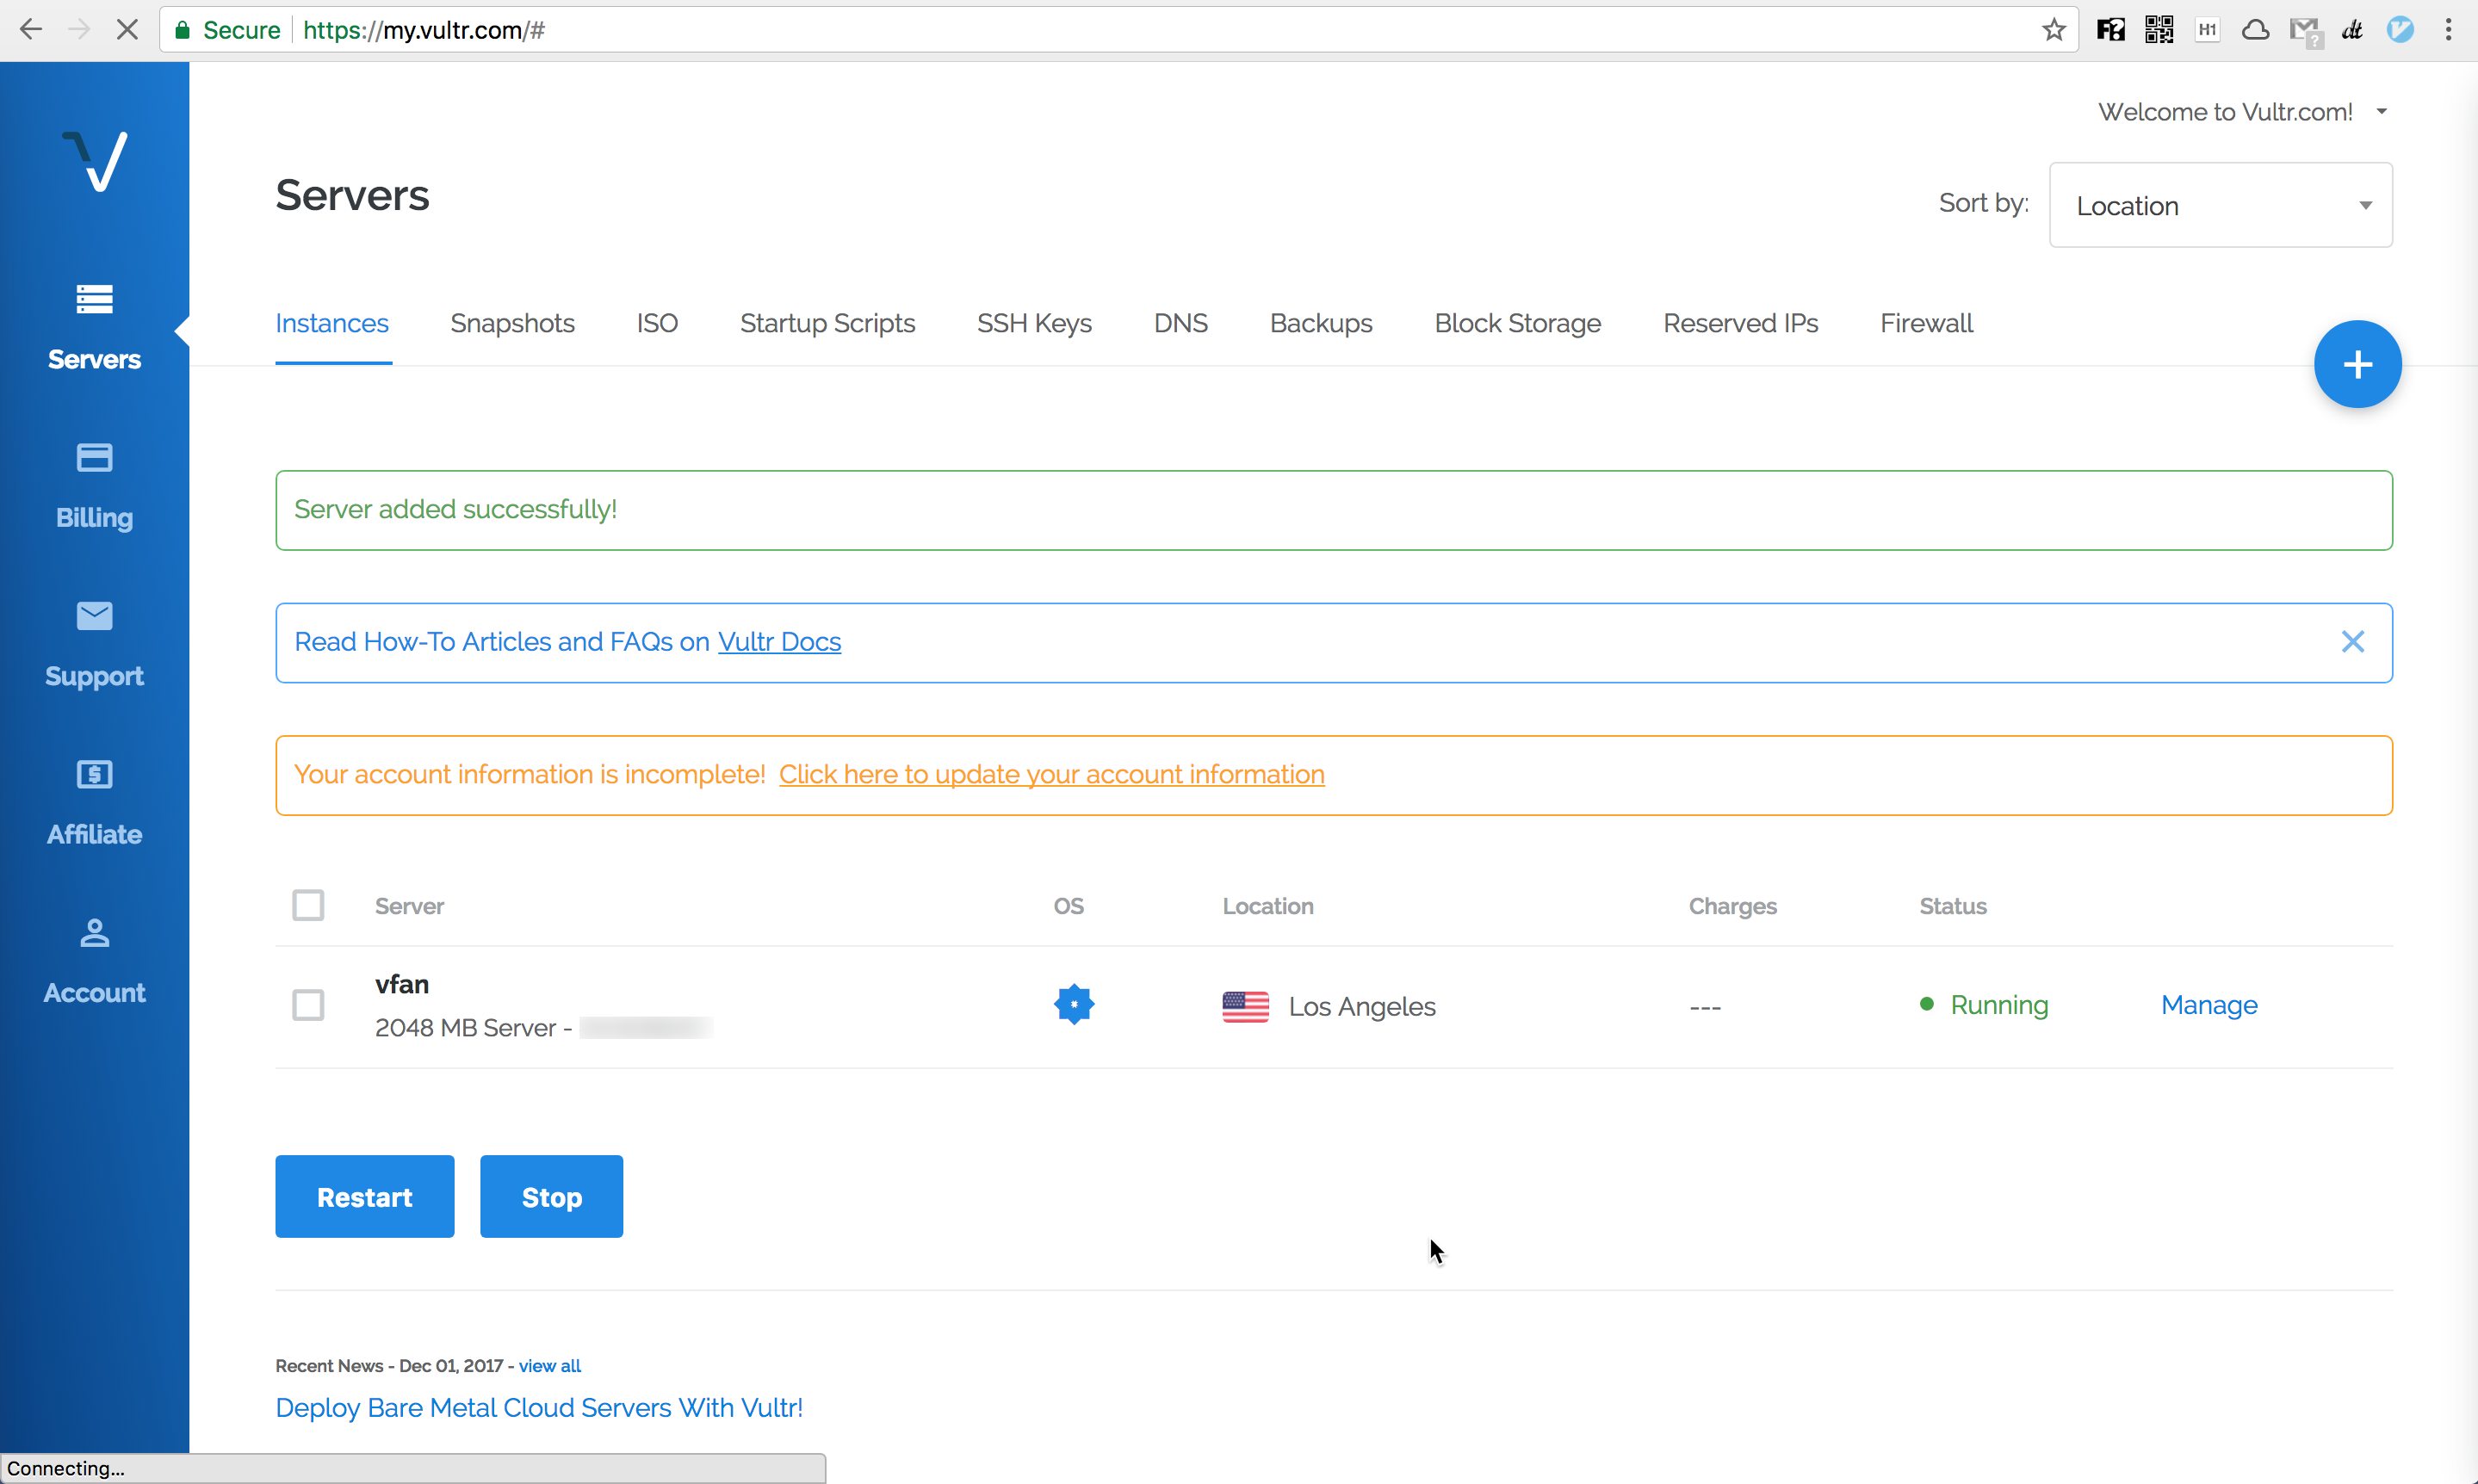 Secure https://my.vultr.com/#
F? H1 ? dt
Welcome to Vultr.com!
Servers
Sort by: Location
Instances Snapshots ISO Startup Scripts SSH Keys DNS Backups Block Storage Reserved IPs Firewall
+
Servers
Billing
Support
Affiliate
Account
Server added successfully!
Read How-To Articles and FAQs on Vultr Docs
Your account information is incomplete! Click here to update your account information
Server OS Location Charges Status
vfan
2048 MB Server -
Los Angeles --- Running Manage
Restart Stop
Recent News - Dec 01, 2017 - view all
Deploy Bare Metal Cloud Servers With Vultr!
Connecting...